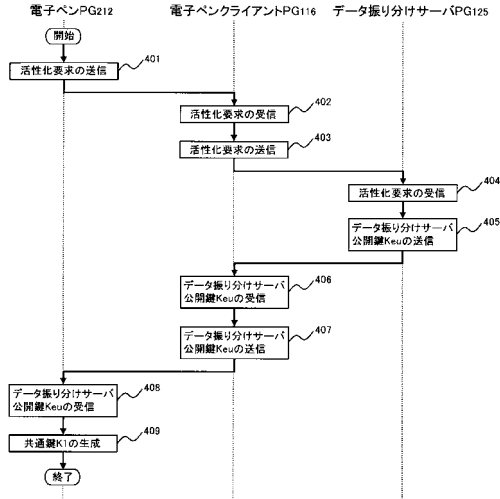 電子ペンPG212 電子ペンクライアントPG116 データ振り分けサーバPG125
開始
活性化要求の送信 401
活性化要求の受信 402
活性化要求の送信 403
活性化要求の受信 404
データ振り分けサーバ 405
公開鍵Keuの送信
データ振り分けサーバ 406
公開鍵Keuの受信
データ振り分けサーバ 407
公開鍵Keuの送信
データ振り分けサーバ 408
公開鍵Keuの受信
共通鍵K1の生成 409
終了